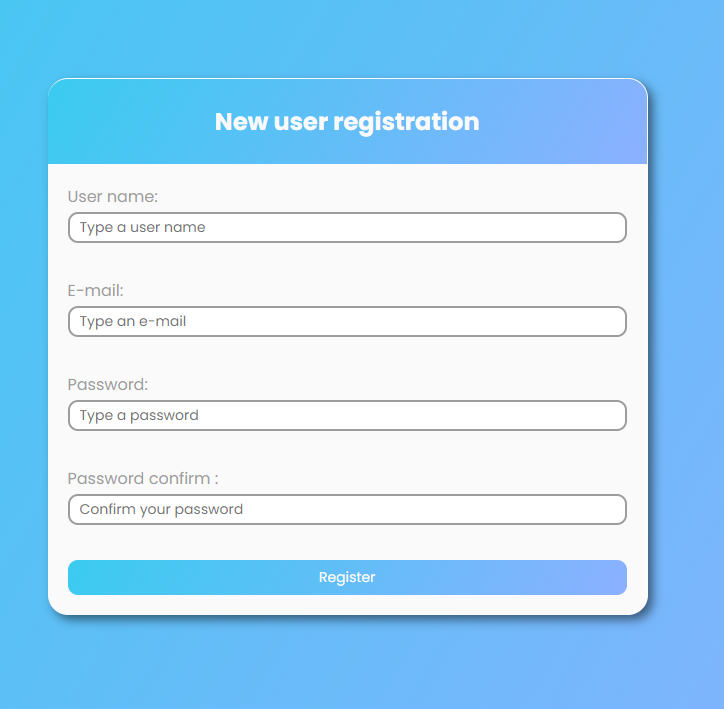 New user registration
User name:
Type a user name
E-mail:
Type an e-mail
Password:
Type a password
Password confirm :
Confirm your password
Register